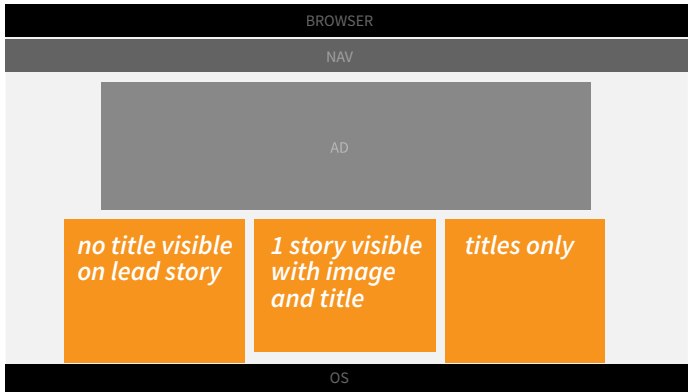 BROWSER
NAV
AD
no title visible
on lead story
1 story visible
with image
and title
titles only
OS